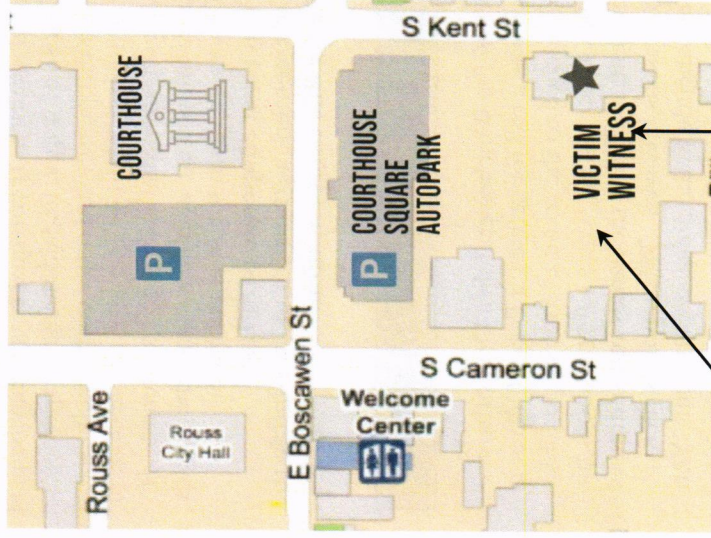 S Kent St
COURTHOUSE
COURTHOUSE
SQUARE
AUTOPARK
VICTIM
WITNESS
P
P
E Boscawen St
S Cameron St
Rouss Ave
Rouss
City Hall
Welcome
Center